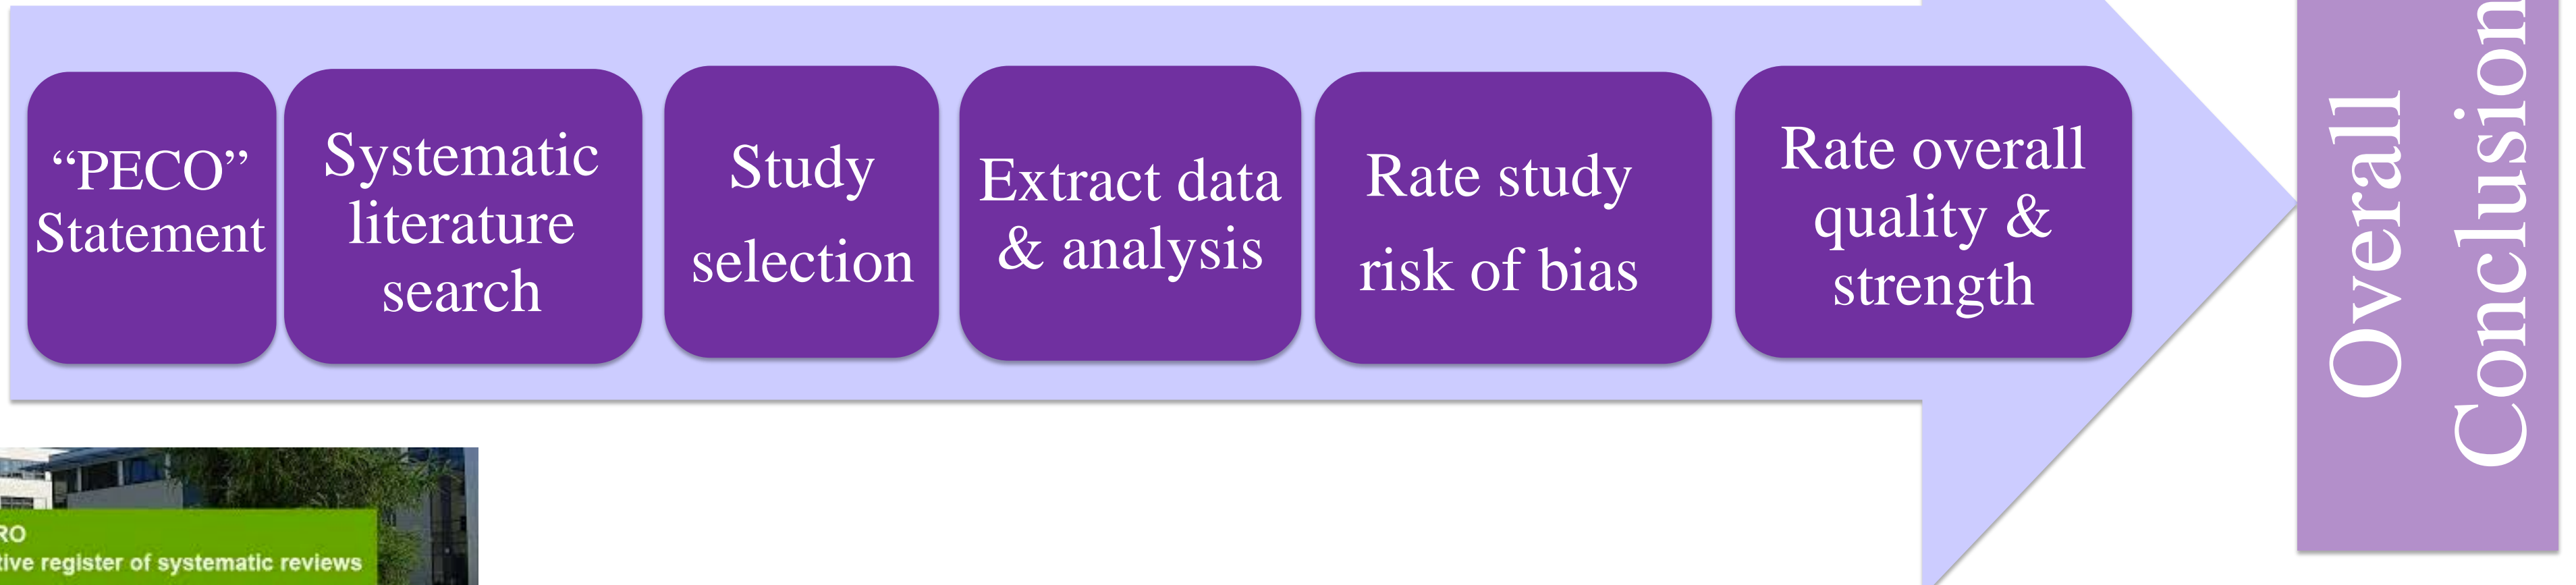 “PECO”
Statement
Systematic
literature
search
Study
selection
Extract data
& analysis
Rate study
risk of bias
Rate overall
quality &
strength
Overall
Conclusion
RO
tive register of systematic reviews